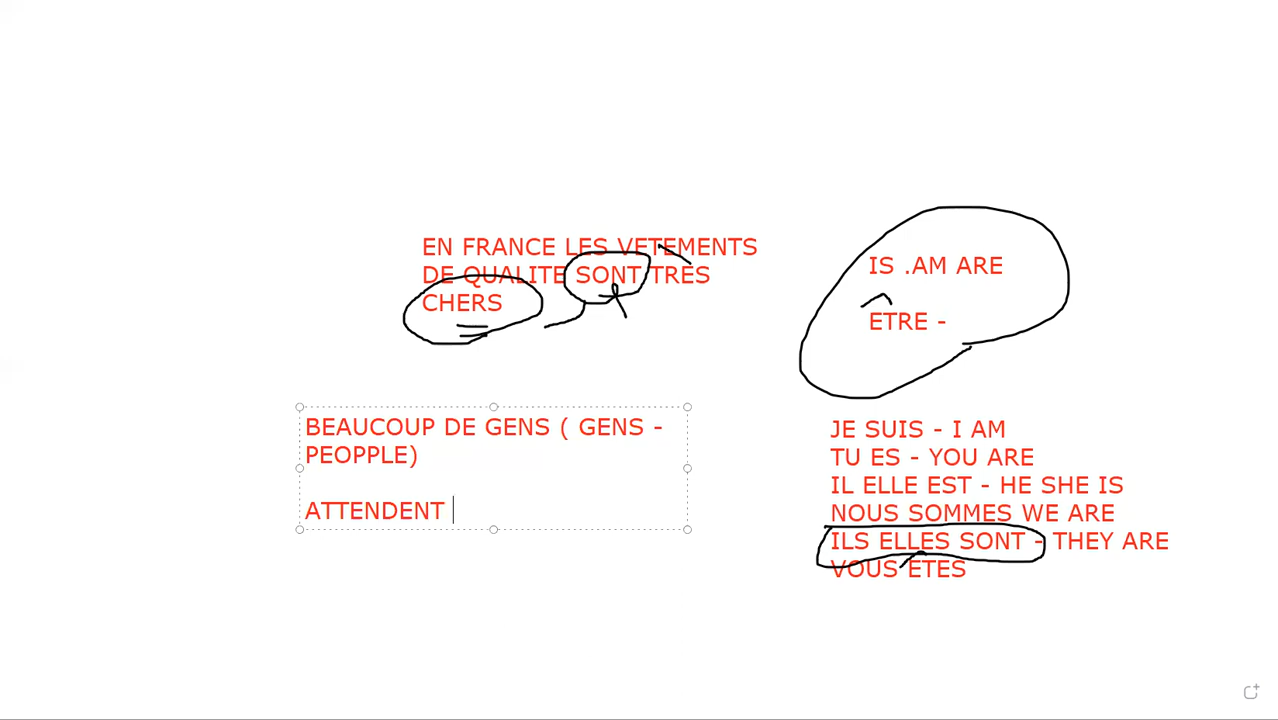 EN FRANCE LES VETEMENTS
DE QUALITE SONT TRES
CHERS
IS .AM ARE
ETRE -
BEAUCOUP DE GENS ( GENS -
PEOPPLE)
ATTENDENT
JE SUIS - I AM
TU ES - YOU ARE
IL ELLE EST - HE SHE IS
NOUS SOMMES WE ARE
ILS ELLES SONT - THEY ARE
VOUS ETES